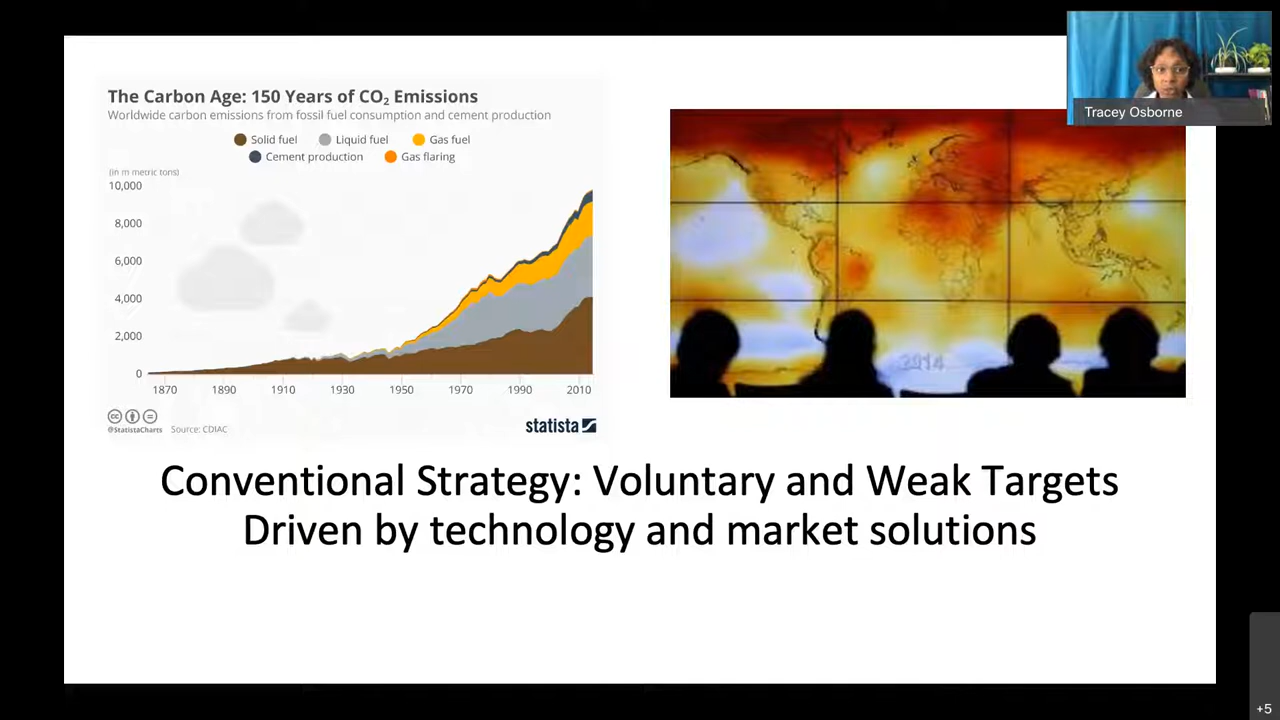 The Carbon Age: 150 Years of CO₂ Emissions
Worldwide carbon emissions from fossil fuel consumption and cement production
Solid fuel
Liquid fuel
Gas fuel
Cement production
Gas flaring
(in m metric tons)
10,000
8,000
6,000
4,000
2,000
0
1870 1890 1910 1930 1950 1970 1990 2010
@StatistaCharts Source: CDIAC
statista
2014
Tracey Osborne
Conventional Strategy: Voluntary and Weak Targets
Driven by technology and market solutions
+5